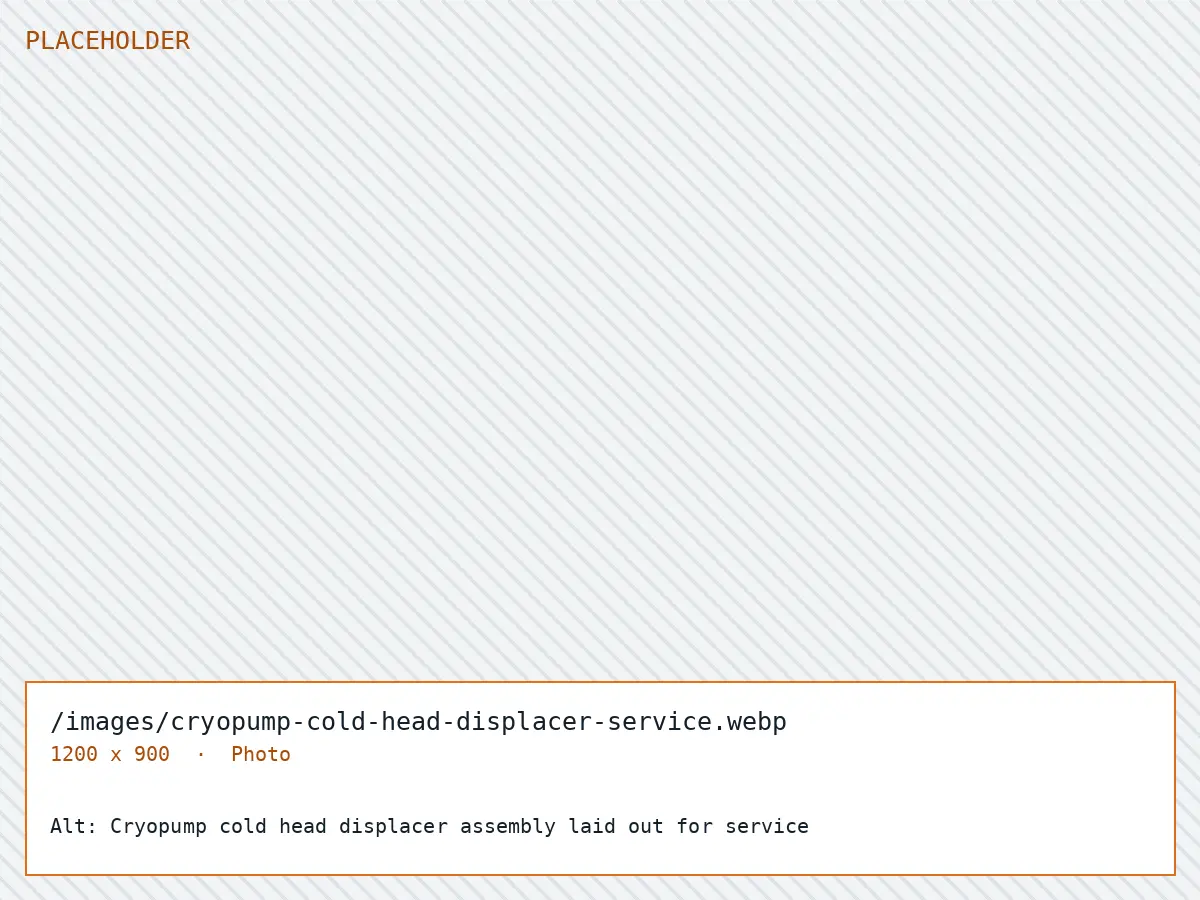 PLACEHOLDER
/images/cryopump-cold-head-displacer-service.webp
1200 x 900 · Photo
Alt: Cryopump cold head displacer assembly laid out for service